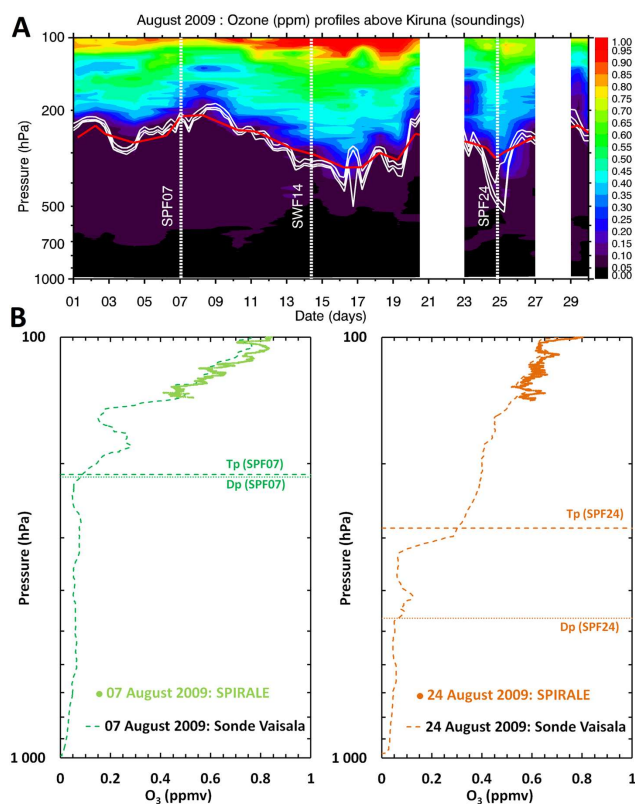 A
August 2009 : Ozone (ppm) profiles above Kiruna (soundings)
Pressure (hPa)
100
200
500
700
1000
SPF07
SWF14
SPF24
01 03 05 07 09 11 13 15 17 19 21 23 25 27 29
Date (days)
1.00
0.95
0.90
0.85
0.80
0.75
0.70
0.65
0.60
0.55
0.50
0.45
0.40
0.35
0.30
0.25
0.20
0.15
0.10
0.05
0.00
B
100
Pressure (hPa)
Tp (SPF07)
Dp (SPF07)
07 August 2009: SPIRALE
07 August 2009: Sonde Vaisala
1 000
0 0.2 0.4 0.6 0.8 1
O₃ (ppmv)
100
Pressure (hPa)
Tp (SPF24)
Dp (SPF24)
24 August 2009: SPIRALE
24 August 2009: Sonde Vaisala
1 000
0 0.2 0.4 0.6 0.8 1
O₃ (ppmv)